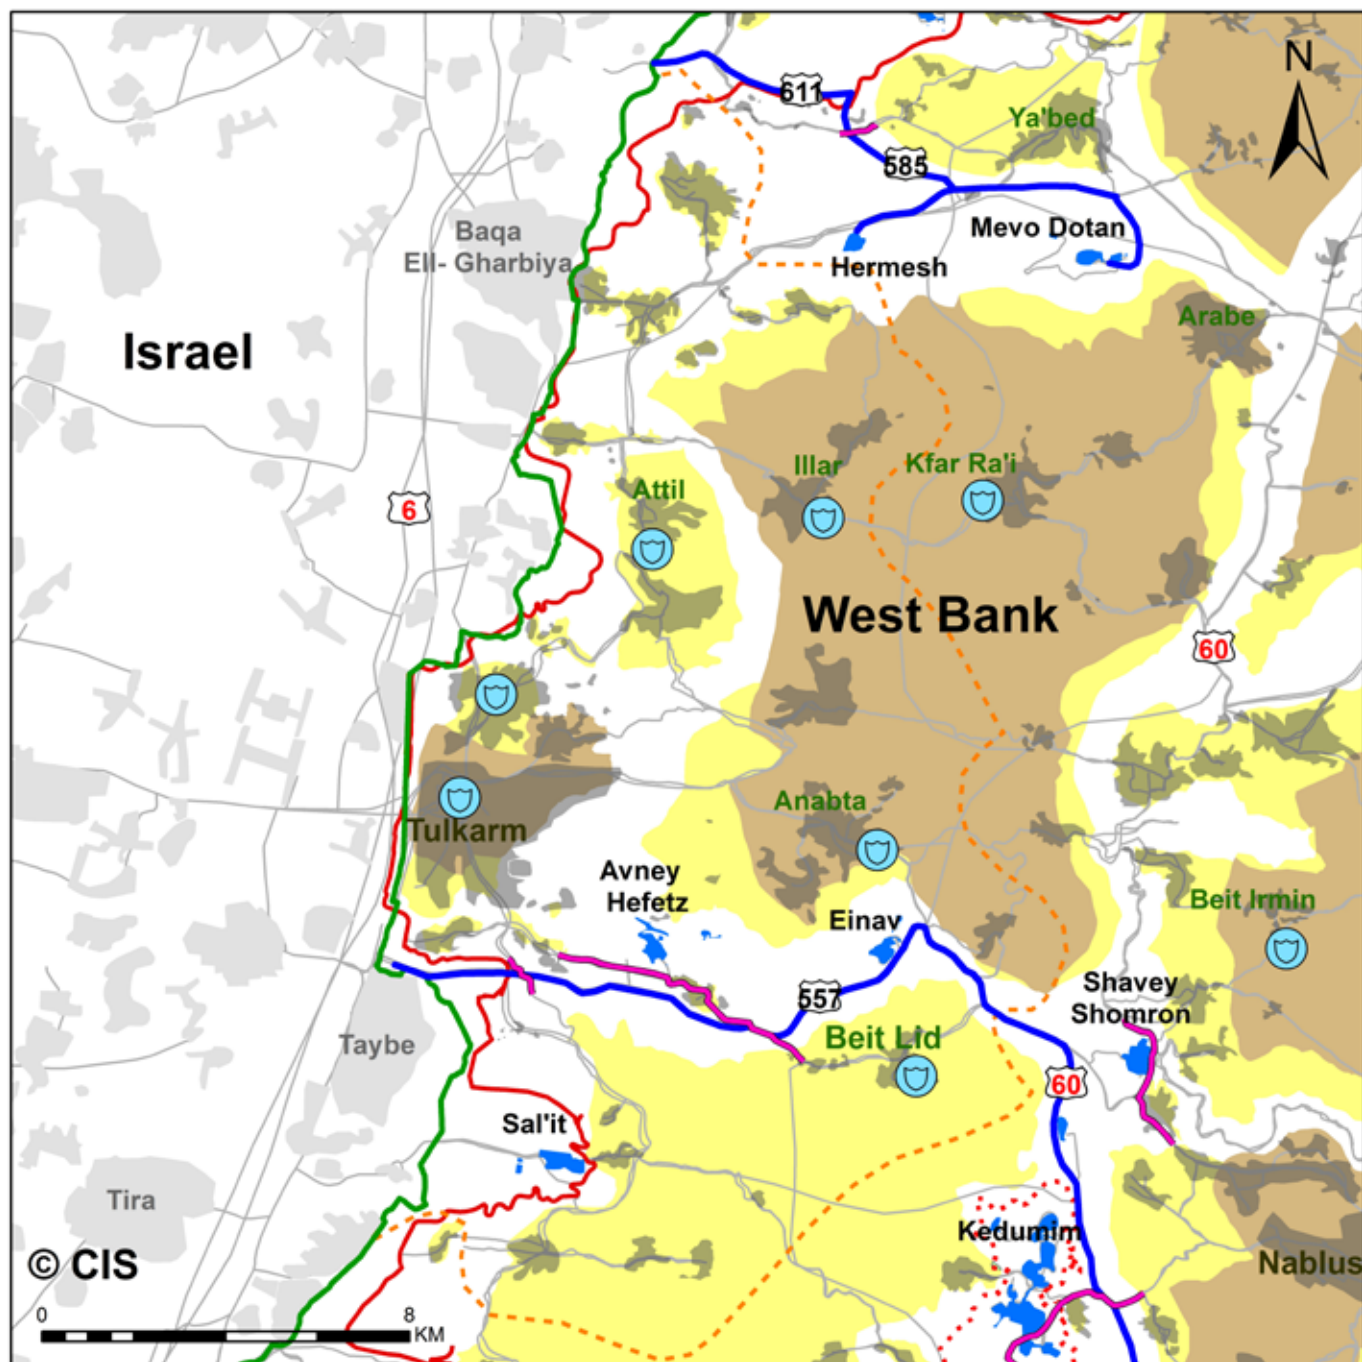 N
611
Ya'bed
585
Mevo Dotan
Baqa
Ell- Gharbiya
Hermesh
Arabe
Israel
Illar
Kfar Ra'i
Attil
6
West Bank
60
Anabta
Tulkarm
Avney
Hefetz
Beit Irmin
Einav
Shavey
Shomron
557
Beit Lid
Taybe
60
Sal'it
Tira
Kedumim
© CIS
Nablus
0 8
KM